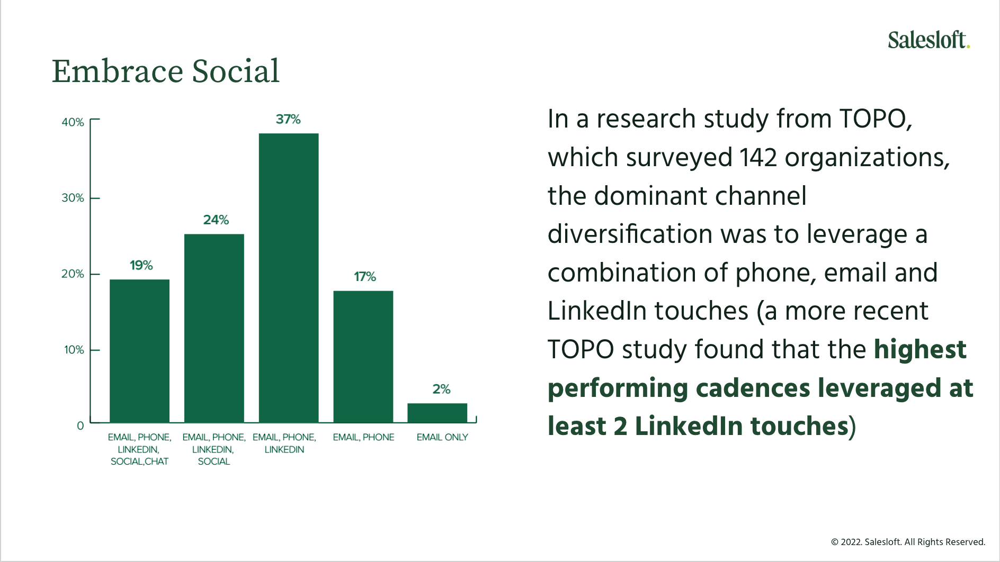 Salesloft.
Embrace Social
40%
30%
20%
10%
0
19%
24%
37%
17%
2%
EMAIL, PHONE,
LINKEDIN,
SOCIAL,CHAT
EMAIL, PHONE,
LINKEDIN,
SOCIAL
EMAIL, PHONE,
LINKEDIN
EMAIL, PHONE
EMAIL ONLY
In a research study from TOPO,
which surveyed 142 organizations,
the dominant channel
diversification was to leverage a
combination of phone, email and
LinkedIn touches (a more recent
TOPO study found that the highest
performing cadences leveraged at
least 2 LinkedIn touches)
© 2022. Salesloft. All Rights Reserved.